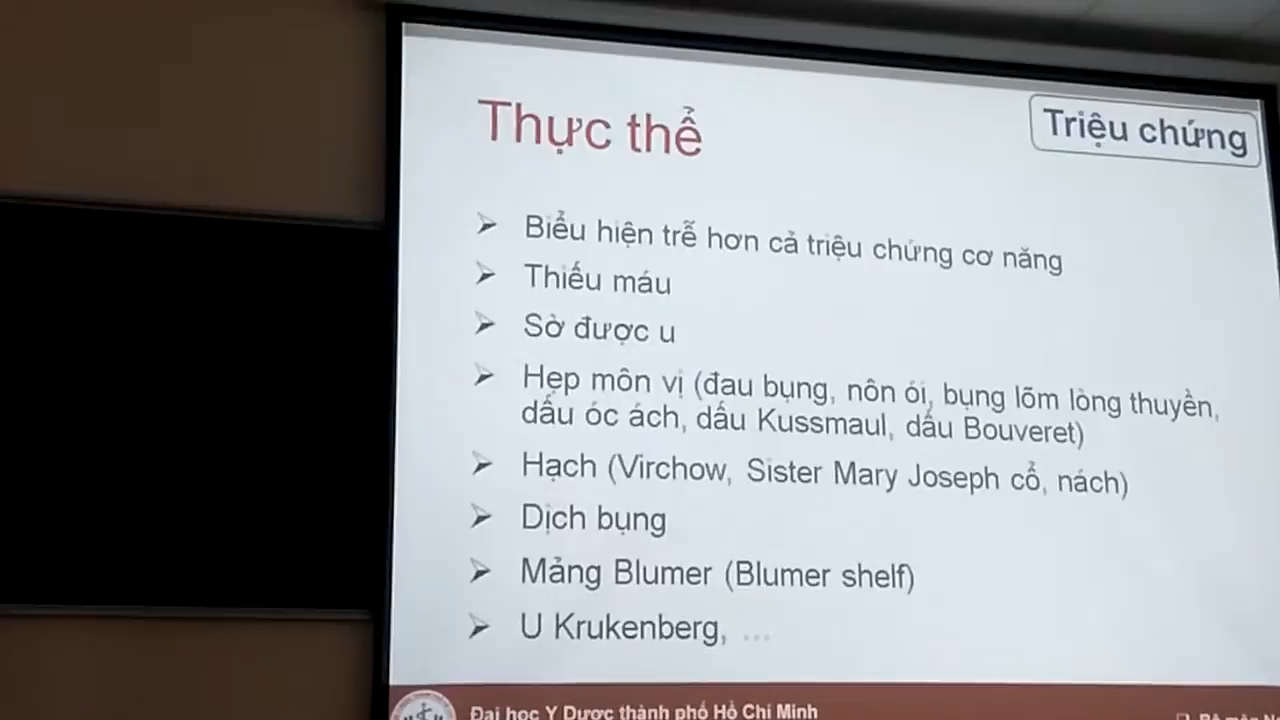 Thực thể
Triệu chứng
Biểu hiện trễ hơn cả triệu chứng cơ năng
Thiếu máu
Sờ được u
Hẹp môn vị (đau bụng, nôn ói, bụng lõm lòng thuyền,
dấu óc ách, dấu Kussmaul, dấu Bouveret)
Hạch (Virchow, Sister Mary Joseph cổ, nách)
Dịch bụng
Mảng Blumer (Blumer shelf)
U Krukenberg, ...
Đại học Y Dược thành phố Hồ Chí Minh